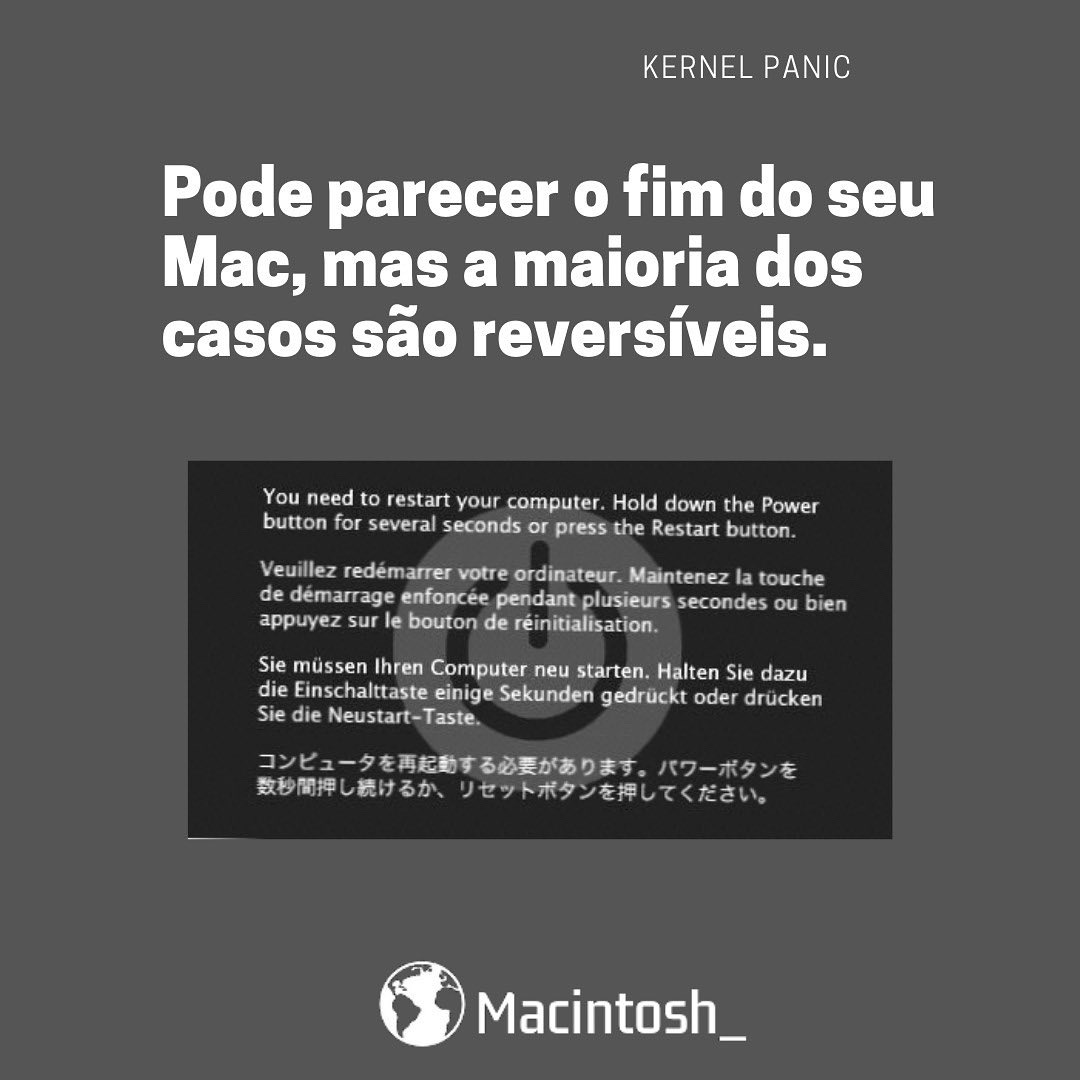 KERNEL PANIC
Pode parecer o fim do seu
Mac, mas a maioria dos
casos são reversíveis.
You need to restart your computer. Hold down the Power
button for several seconds or press the Restart button.
Veuillez redémarrer votre ordinateur. Maintenez la touche
de démarrage enfoncée pendant plusieurs secondes ou bien
appuyez sur le bouton de réinitialisation.
Sie müssen Ihren Computer neu starten. Halten Sie dazu
die Einschalttaste einige Sekunden gedrückt oder drücken
Sie die Neustart-Taste.
コンピュータを再起動する必要があります。パワーボタンを
数秒間押し続けるか、リセットボタンを押してください。
Macintosh_